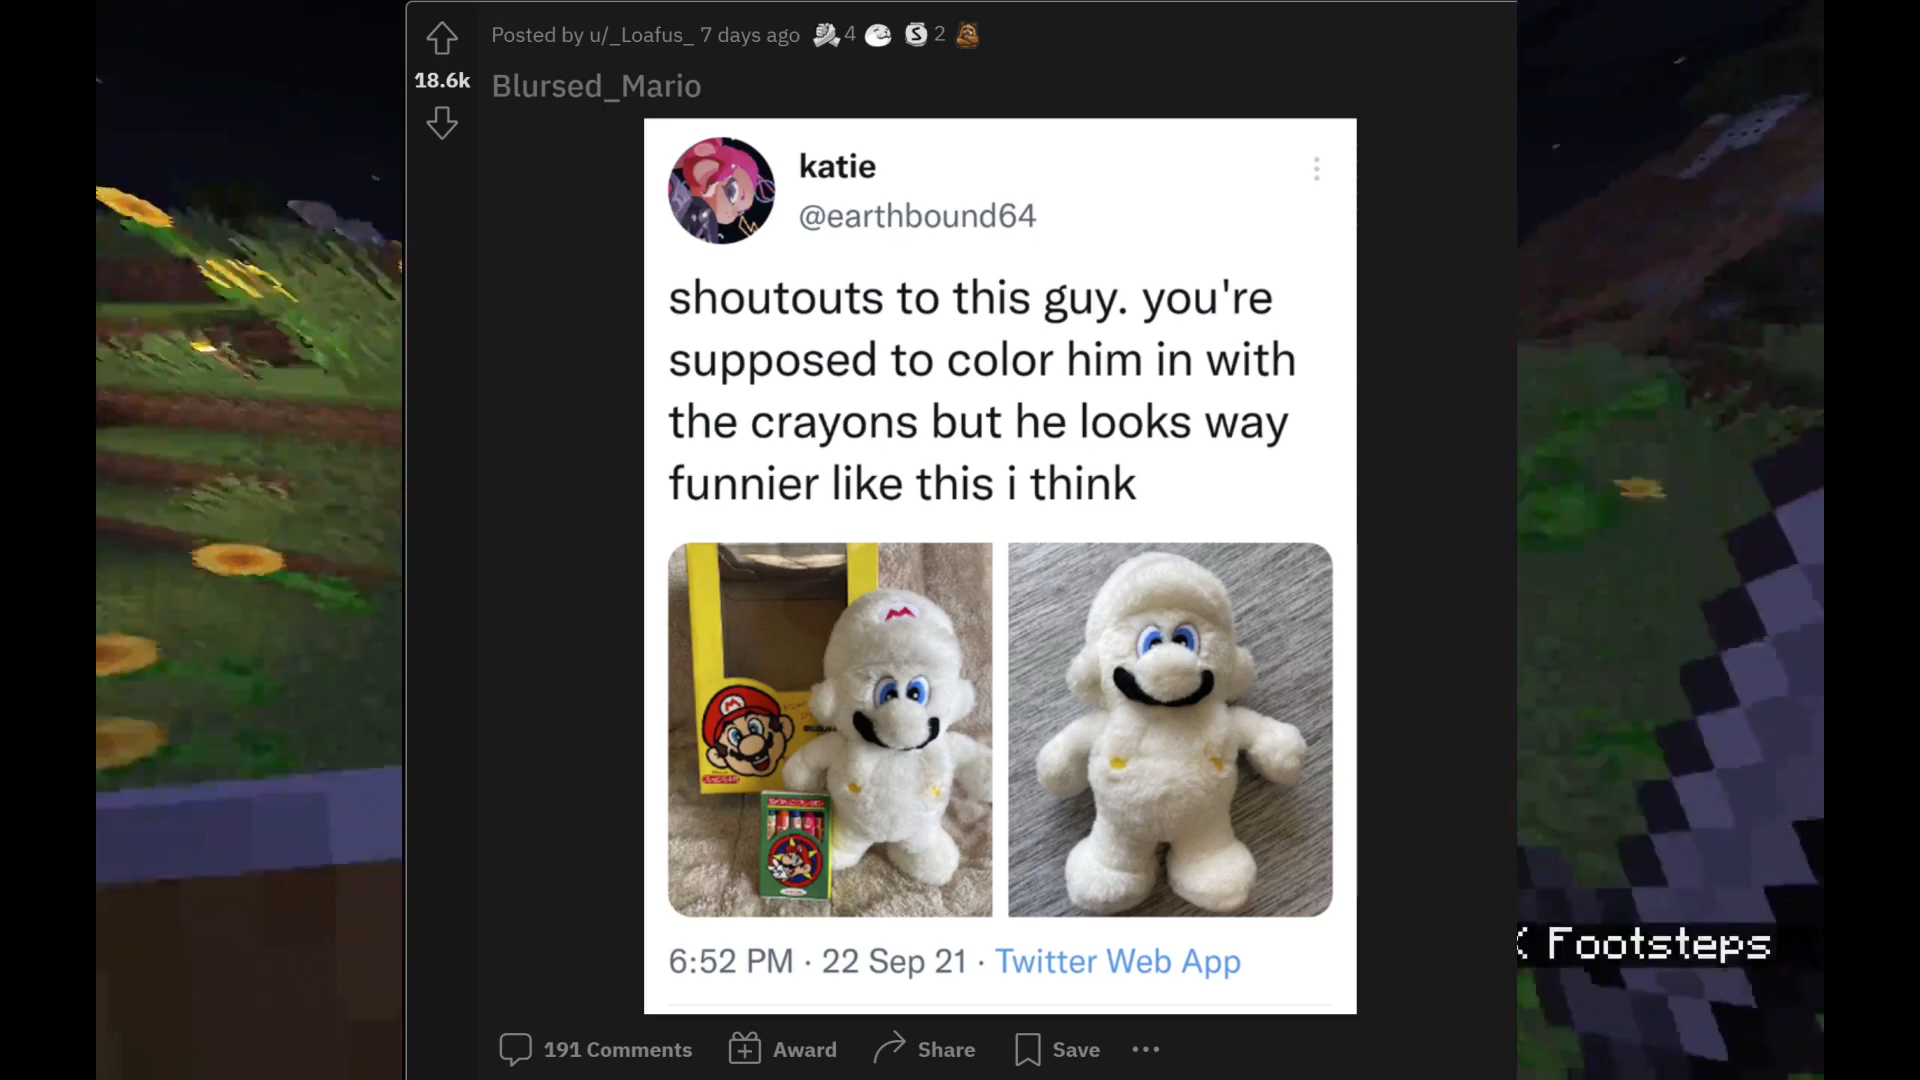 Posted by u/_Loafus_ 7 days ago 4 S 2
18.6k
Blursed_Mario
katie
@earthbound64
shoutouts to this guy. you're
supposed to color him in with
the crayons but he looks way
funnier like this i think
M
M
6:52 PM · 22 Sep 21 · Twitter Web App
Footsteps
191 Comments Award Share Save